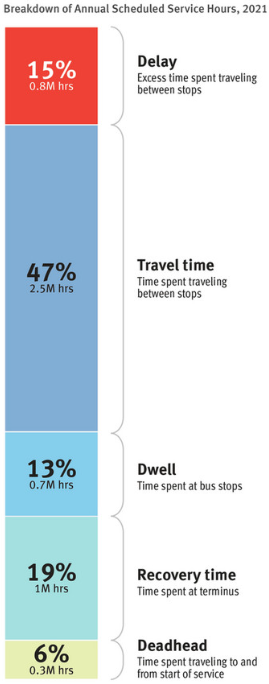 Breakdown of Annual Scheduled Service Hours, 2021
15%
0.8M hrs
Delay
Excess time spent traveling
between stops
47%
2.5M hrs
Travel time
Time spent traveling
between stops
13%
0.7M hrs
Dwell
Time spent at bus stops
19%
1M hrs
Recovery time
Time spent at terminus
6%
0.3M hrs
Deadhead
Time spent traveling to and
from start of service